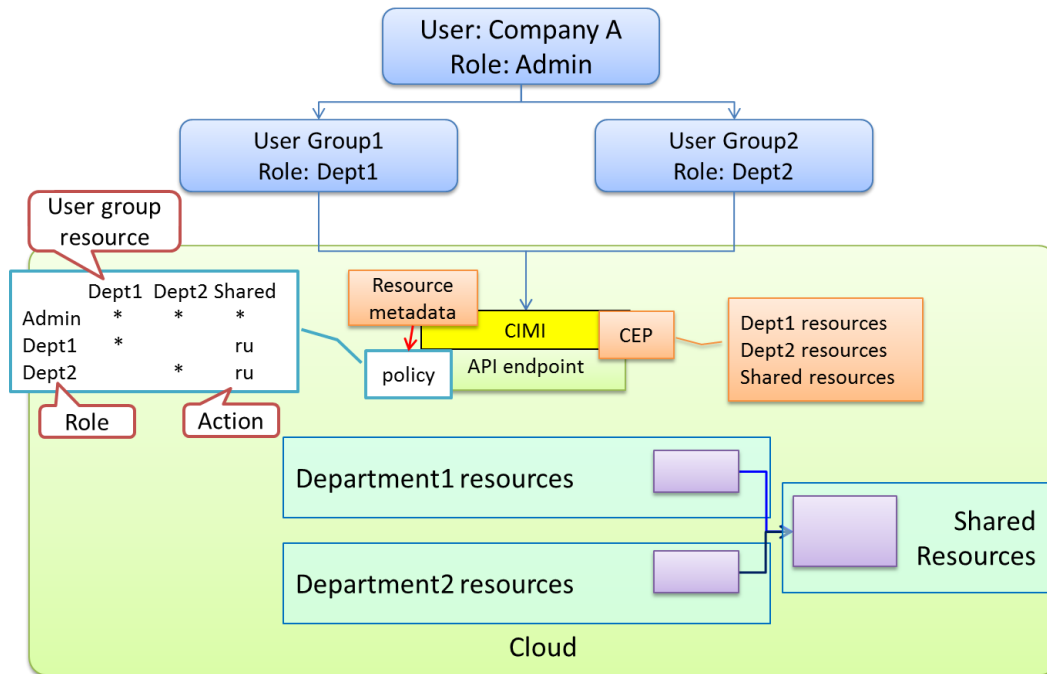 User: Company A
Role: Admin
User Group1
Role: Dept1
User Group2
Role: Dept2
User group
resource
Dept1 Dept2 Shared
Admin * * *
Dept1 * ru
Dept2 * ru
Role
Action
Resource
metadata
policy
CIMI
API endpoint
CEP
Dept1 resources
Dept2 resources
Shared resources
Department1 resources
Department2 resources
Shared
Resources
Cloud